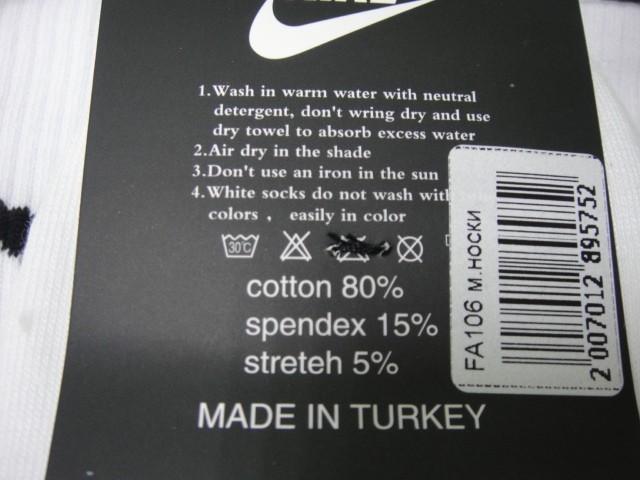 1.Wash in warm water with neutral
detergent, don't wring dry and use
dry towel to absorb excess water
2.Air dry in the shade
3.Don't use an iron in the sun
4.White socks do not wash with
colors , easily in color
30°C
cotton 80%
spendex 15%
streteh 5%
MADE IN TURKEY
FA106 м.носки
2 007012 895752